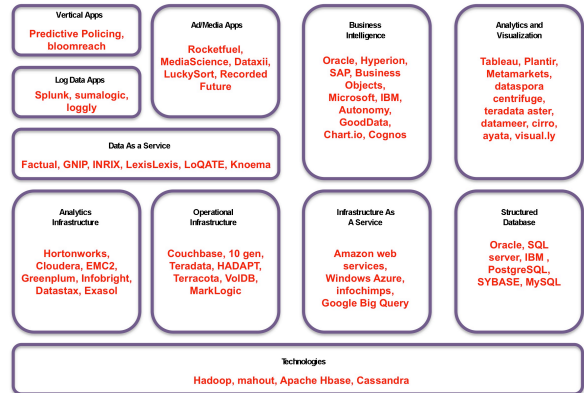 Vertical Apps
Predictive Policing,
bloomreach
Log Data Apps
Splunk, sumalogic,
loggly
Ad/Media Apps
Rocketfuel,
MediaScience, Dataxii,
LuckySort, Recorded
Future
Data As a Service
Factual, GNIP, INRIX, LexisLexis, LoQATE, Knoema
Business
Intelligence
Oracle, Hyperion,
SAP, Business
Objects,
Microsoft, IBM,
Autonomy,
GoodData,
Chart.io, Cognos
Analytics and
Visualization
Tableau, Plantir,
Metamarkets,
dataspora
centrifuge,
teradata aster,
datameer, cirro,
ayata, visual.ly
Analytics
Infrastructure
Hortonworks,
Cloudera, EMC2,
Greenplum, Infobright,
Datastax, Exasol
Operational
Infrastructure
Couchbase, 10 gen,
Teradata, HADAPT,
Terracota, VolDB,
MarkLogic
Infrastructure As
A Service
Amazon web
services,
Windows Azure,
infochimps,
Google Big Query
Structured
Database
Oracle, SQL
server, IBM ,
PostgreSQL,
SYBASE, MySQL
Technologies
Hadoop, mahout, Apache Hbase, Cassandra